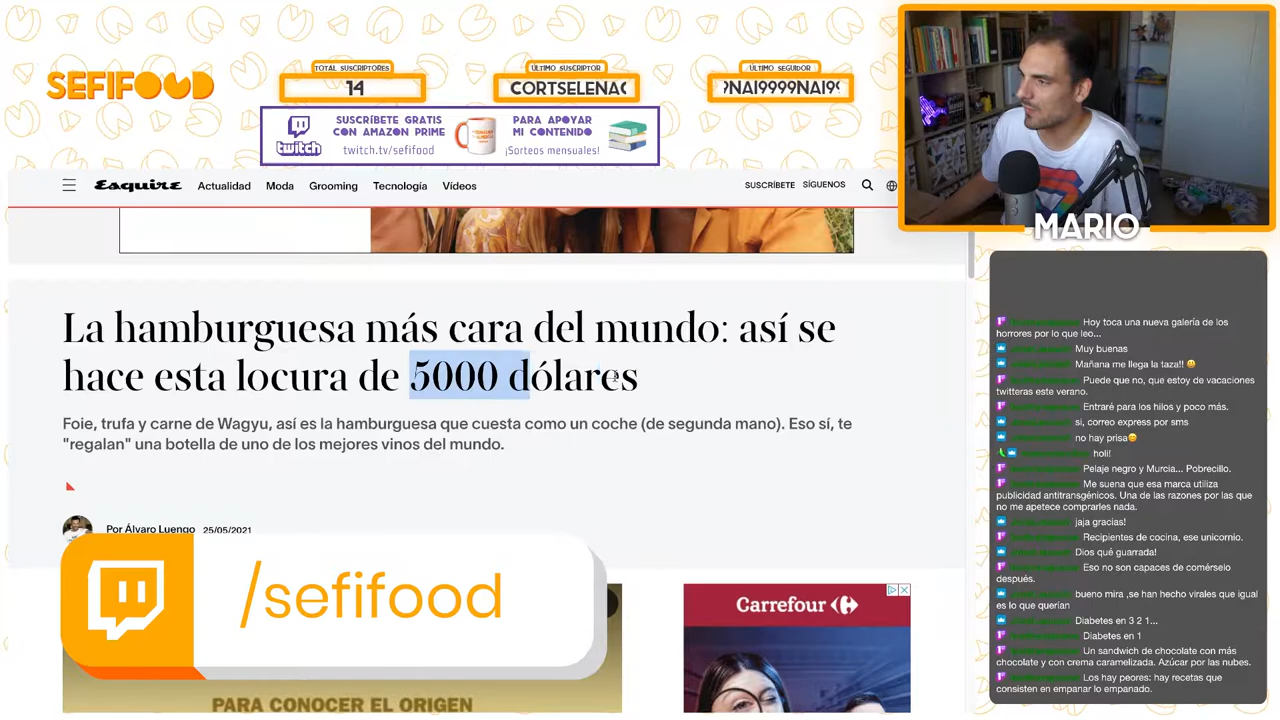 SEFIFOOD
TOTAL SUSCRIPTORES
14
ÚLTIMO SUSCRIPTOR
CORTSELENAC
ÚLTIMO SEGUIDOR
9NAI9999NAI9
twitch
SUSCRÍBETE GRATIS
CON AMAZON PRIME
twitch.tv/sefifood
PARA APOYAR
MI CONTENIDO
¡Sorteos mensuales!
Esquire Actualidad Moda Grooming Tecnología Vídeos SUSCRÍBETE SÍGUENOS
La hamburguesa más cara del mundo: así se
hace esta locura de 5000 dólares
Foie, trufa y carne de Wagyu, así es la hamburguesa que cuesta como un coche (de segunda mano). Eso sí, te
"regalan" una botella de uno de los mejores vinos del mundo.
Por Álvaro Luengo 25/05/2021
/sefifood
PARA CONOCER EL ORIGEN
Carrefour
MARIO
Hoy toca una nueva galería de los
horrores por lo que leo...
Muy buenas
Mañana me llega la taza!! 😃
Puede que no, que estoy de vacaciones
twitteras este verano.
Entraré para los hilos y poco más.
si, correo express por sms
no hay prisa😊
holi!
Pelaje negro y Murcia... Pobrecillo.
Me suena que esa marca utiliza
publicidad antitransgénicos. Una de las razones por las que
no me apetece comprarles nada.
jaja gracias!
Recipientes de cocina, ese unicornio.
Dios qué guarrada!
Eso no son capaces de comérselo
después.
bueno mira ,se han hecho virales que igual
es lo que querían
Diabetes en 3 2 1...
Diabetes en 1
Un sandwich de chocolate con más
chocolate y con crema caramelizada. Azúcar por las nubes.
Los hay peores: hay recetas que
consisten en empanar lo empanado.